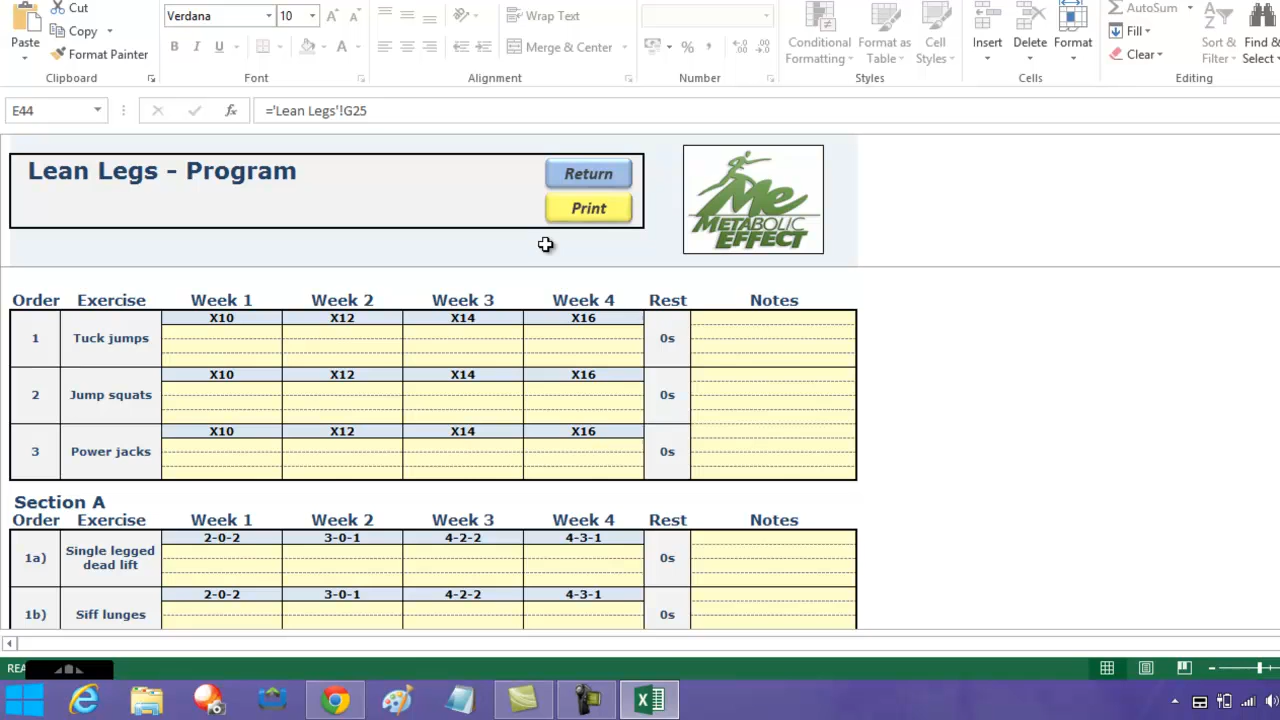 Cut
Copy
Format Painter
Paste
Clipboard
Verdana 10
B I U
Font
Wrap Text
Merge & Center
Alignment
% ,
Number
Conditional Formatting
Format as Table
Cell Styles
Styles
Insert
Delete
Format
Cells
AutoSum
Fill
Clear
Sort & Filter
Find & Select
Editing
E44
fx
='Lean Legs'!G25
Lean Legs - Program
Return
Print
Me
METABOLIC
EFFECT
Order Exercise Week 1 Week 2 Week 3 Week 4 Rest Notes
X10 X12 X14 X16
1 Tuck jumps 0s
X10 X12 X14 X16
2 Jump squats 0s
X10 X12 X14 X16
3 Power jacks 0s
Section A
Order Exercise Week 1 Week 2 Week 3 Week 4 Rest Notes
2-0-2 3-0-1 4-2-2 4-3-1
1a) Single legged dead lift 0s
2-0-2 3-0-1 4-2-2 4-3-1
1b) Siff lunges 0s